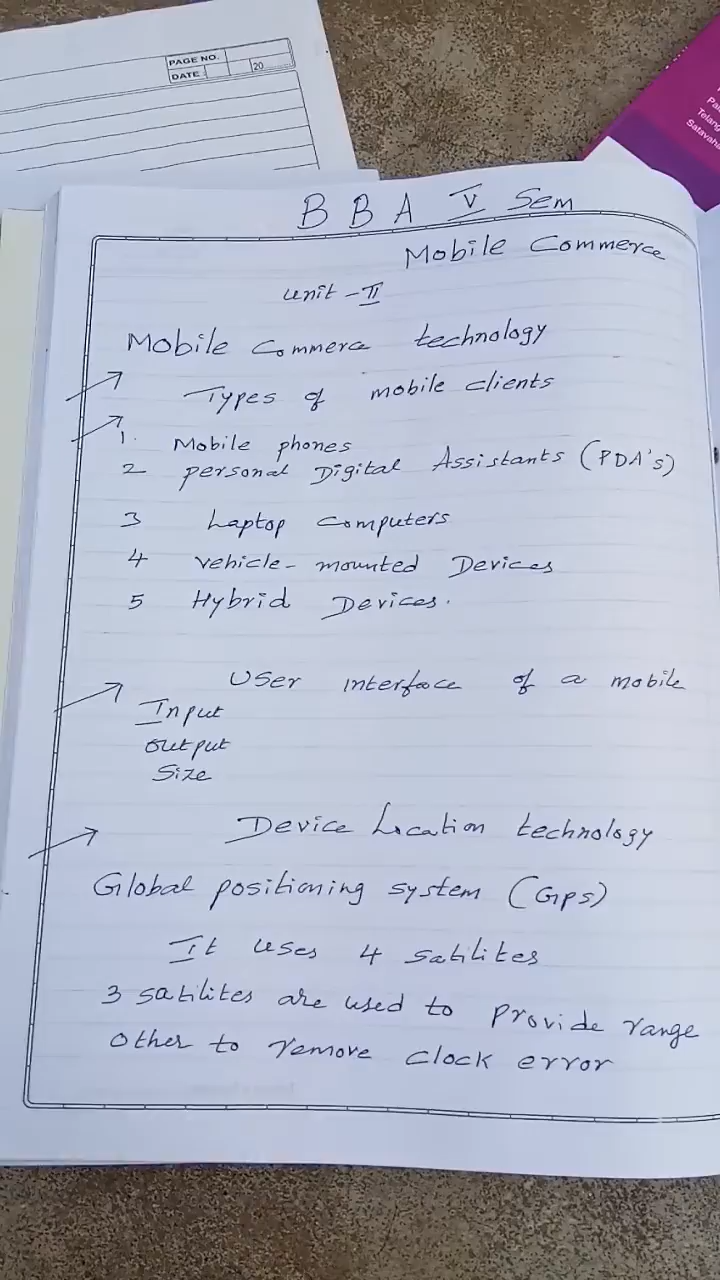 PAGE NO.
DATE
20
Telang
Satavaha
BBA V Sem
Mobile Commerce
Unit - II
Mobile Commerce technology
Types of mobile clients
1. Mobile phones
2 personal Digital Assistants (PDA's)
3 Laptop Computers
4 vehicle- mounted Devices
5 Hybrid Devices.
User interface of a mobile
Input
output
Size
Device Location technology
Global positioning system (GPS)
It uses 4 satilites
3 satilites are used to provide range
other to remove clock error